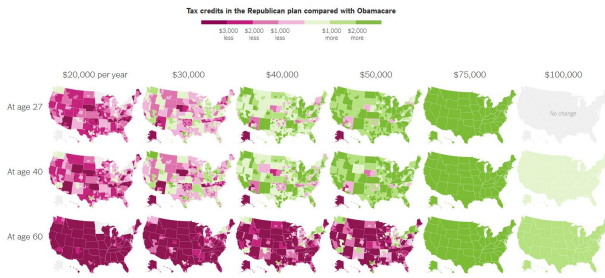 Tax credits in the Republican plan compared with Obamacare
$3,000 less $2,000 less $1,000 less $1,000 more $2,000 more
$20,000 per year $30,000 $40,000 $50,000 $75,000 $100,000
At age 27
No change
At age 40
At age 60